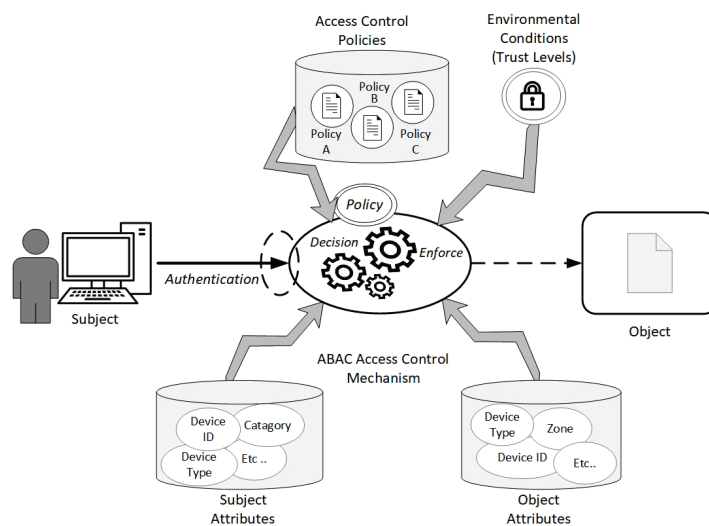 Access Control
Policies
Environmental
Conditions
(Trust Levels)
Policy
B
Policy
A
Policy
C
Policy
Decision
Enforce
Authentication
Subject
Object
ABAC Access Control
Mechanism
Device
ID
Catagory
Device
Type
Etc ..
Subject
Attributes
Device
Type
Zone
Device ID
Etc..
Object
Attributes